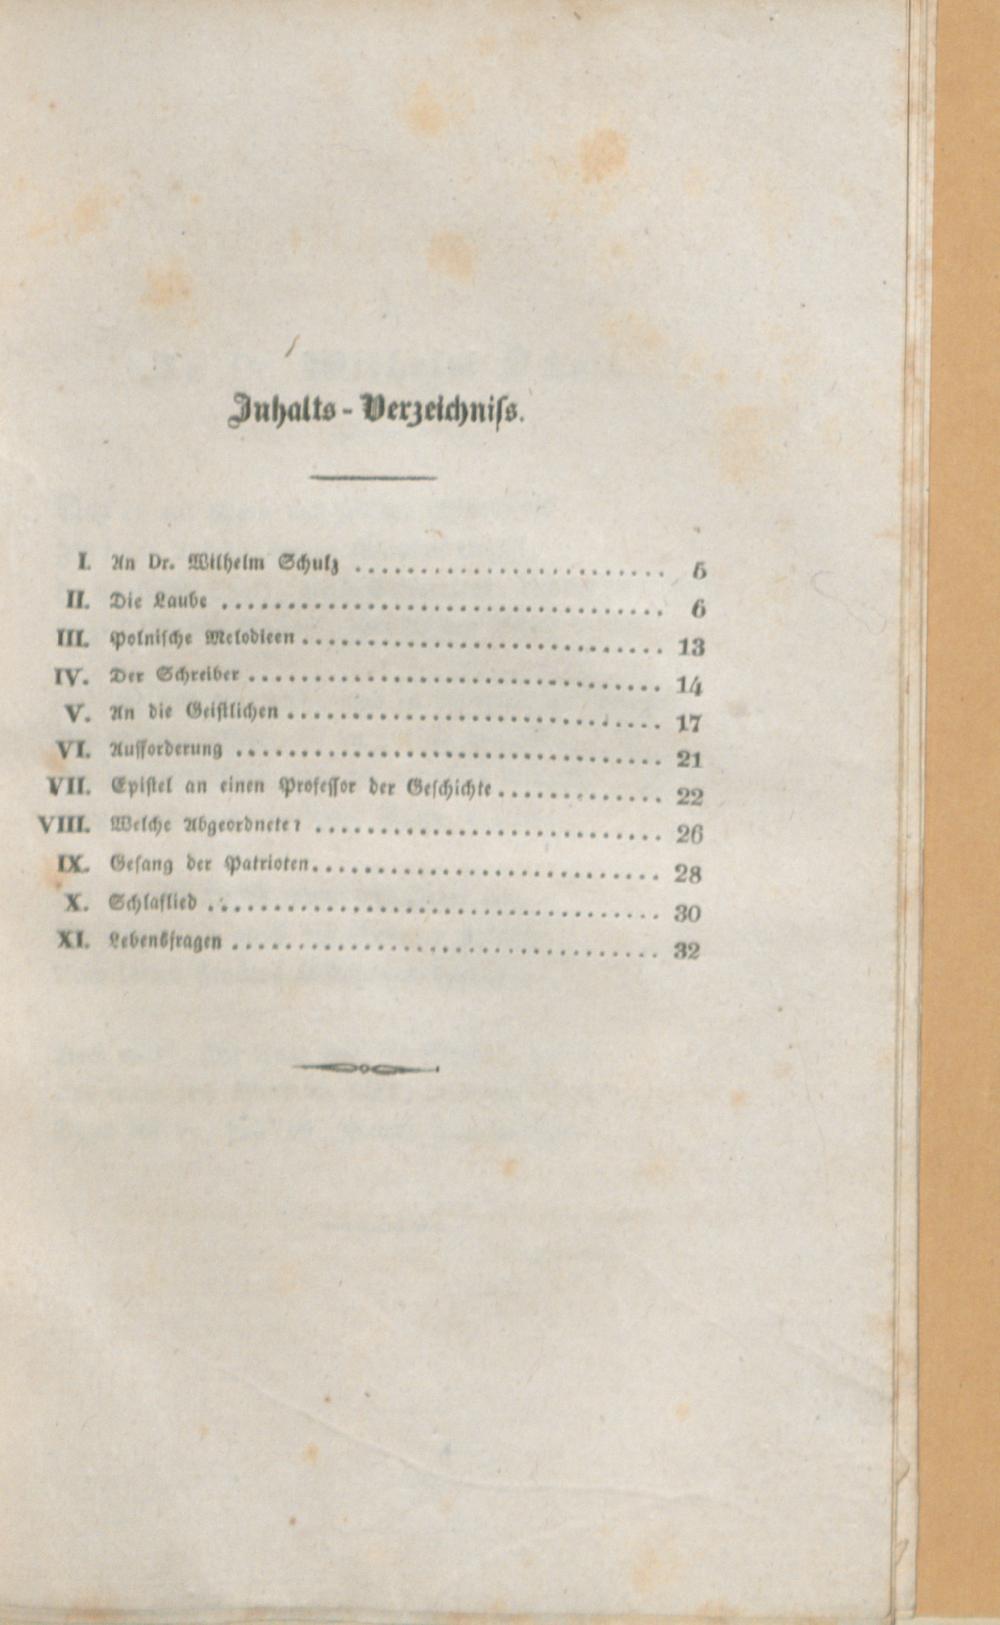 Inhalts-Verzeichniſs.
I. An Dr. Wilhelm Schulz ........................ 5
II. Die Laube .................................. 6
III. Polnische Melodieen ............................ 13
IV. Der Schreiber ................................ 14
V. An die Geistlichen ............................. 17
VI. Aufforderung ................................. 21
VII. Epistel an einen Professor der Geschichte ............. 22
VIII. Welche Abgeordnete? ........................... 26
IX. Gesang der Patrioten ........................... 28
X. Schlaflied ................................... 30
XI. Lebensfragen ................................. 32